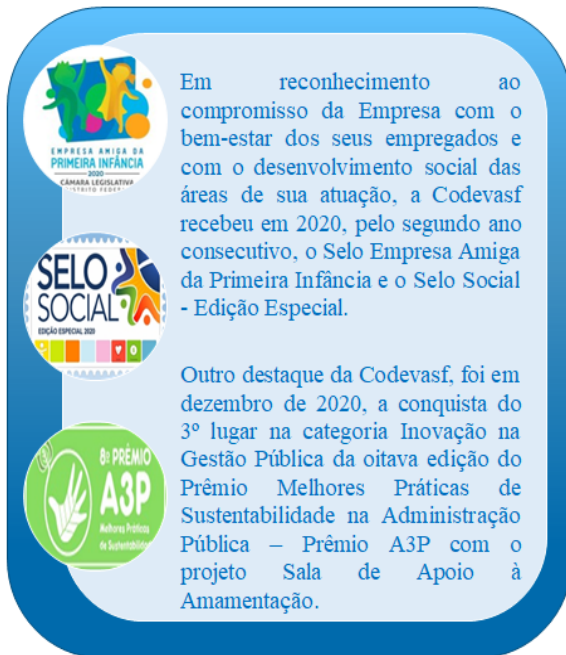 EMPRESA AMIGA DA
PRIMEIRA INFÂNCIA
2020
CÂMARA LEGISLATIVA
DISTRITO FEDERAL
Em reconhecimento ao
compromisso da Empresa com o
bem-estar dos seus empregados e
com o desenvolvimento social das
áreas de sua atuação, a Codevasf
recebeu em 2020, pelo segundo ano
consecutivo, o Selo Empresa Amiga
da Primeira Infância e o Selo Social
- Edição Especial.
SELO
SOCIAL
EDIÇÃO ESPECIAL 2020
Outro destaque da Codevasf, foi em
dezembro de 2020, a conquista do
3º lugar na categoria Inovação na
Gestão Pública da oitava edição do
Prêmio Melhores Práticas de
Sustentabilidade na Administração
Pública – Prêmio A3P com o
projeto Sala de Apoio à
Amamentação.
8º PRÊMIO
A3P
Melhores Práticas
de Sustentabilidade